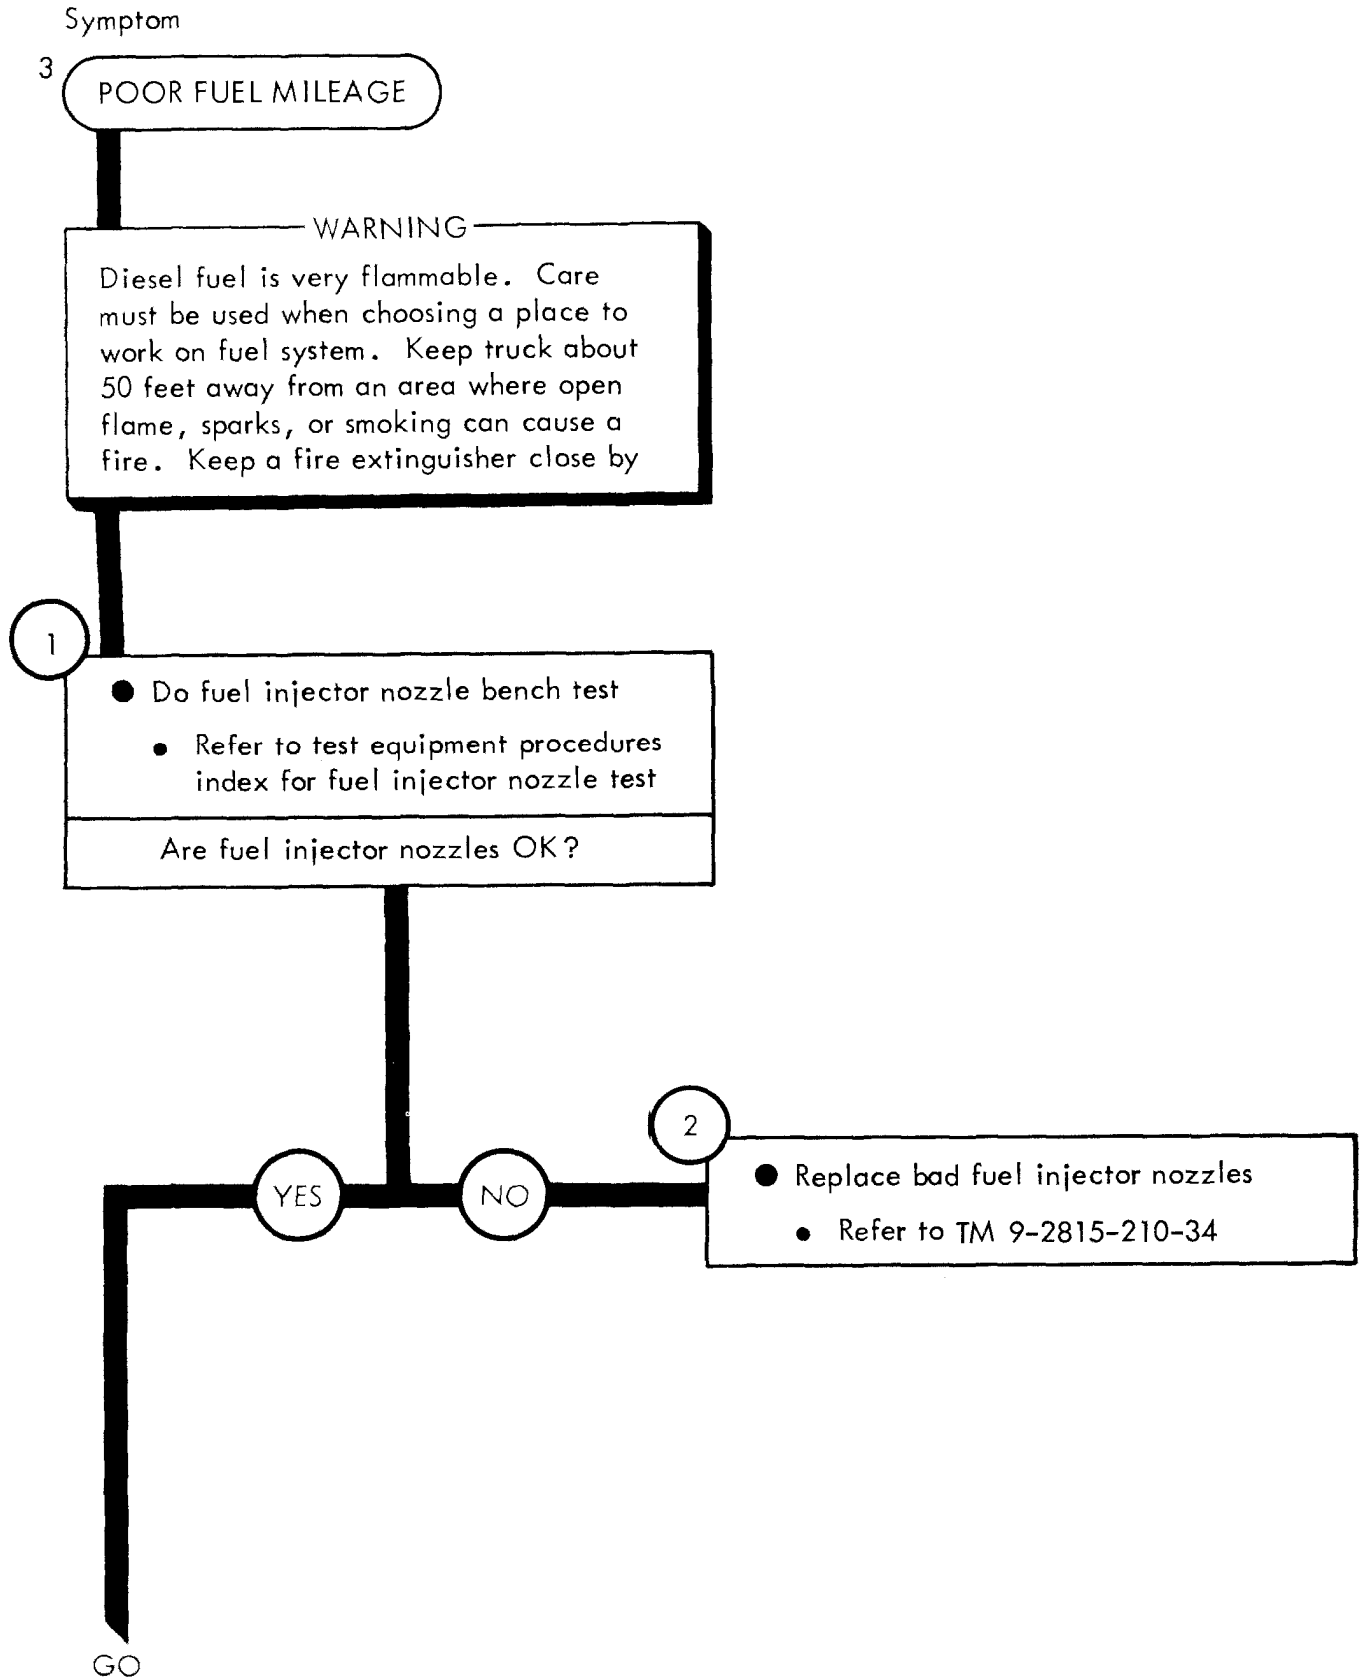 Symptom
3
POOR FUEL MILEAGE
WARNING
Diesel fuel is very flammable. Care
must be used when choosing a place to
work on fuel system. Keep truck about
50 feet away from an area where open
flame, sparks, or smoking can cause a
fire. Keep a fire extinguisher close by
1
● Do fuel injector nozzle bench test
● Refer to test equipment procedures
index for fuel injector nozzle test
Are fuel injector nozzles OK?
2
● Replace bad fuel injector nozzles
● Refer to TM 9-2815-210-34
YES
NO
GO